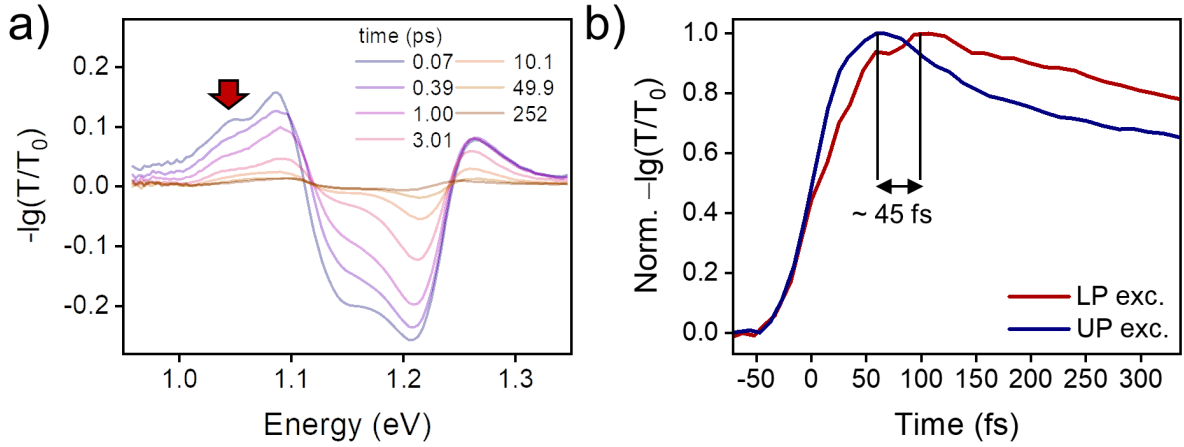 a)
-lg(T/T0)
0.2
0.1
0.0
-0.1
-0.2
time (ps)
0.07
0.39
1.00
3.01
10.1
49.9
252
1.0 1.1 1.2 1.3
Energy (eV)
b)
Norm. –lg(T/T0)
1.0
0.8
0.6
0.4
0.2
0.0
~ 45 fs
LP exc.
UP exc.
-50 0 50 100 150 200 250 300
Time (fs)